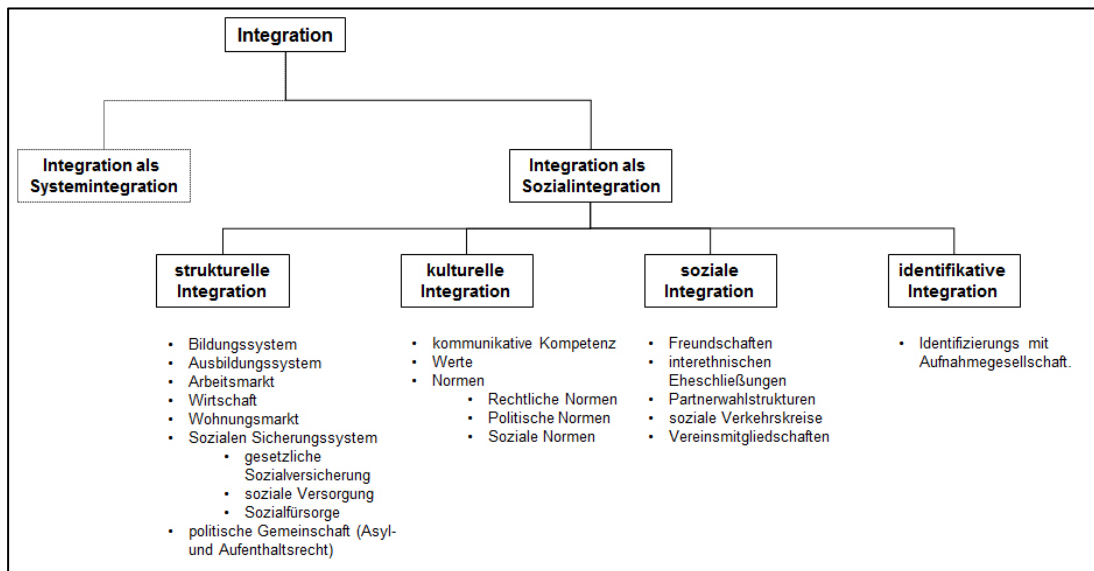 Integration
Integration als
Systemintegration
Integration als
Sozialintegration
strukturelle
Integration
kulturelle
Integration
soziale
Integration
identifikative
Integration
• Bildungssystem
• Ausbildungssystem
• Arbeitsmarkt
• Wirtschaft
• Wohnungsmarkt
• Sozialen Sicherungssystem
• gesetzliche
Sozialversicherung
• soziale Versorgung
• Sozialfürsorge
• politische Gemeinschaft (Asyl-
und Aufenthaltsrecht)
• kommunikative Kompetenz
• Werte
• Normen
• Rechtliche Normen
• Politische Normen
• Soziale Normen
• Freundschaften
• interethnischen
Eheschließungen
• Partnerwahlstrukturen
• soziale Verkehrskreise
• Vereinsmitgliedschaften
• Identifizierungs mit
Aufnahmegesellschaft.